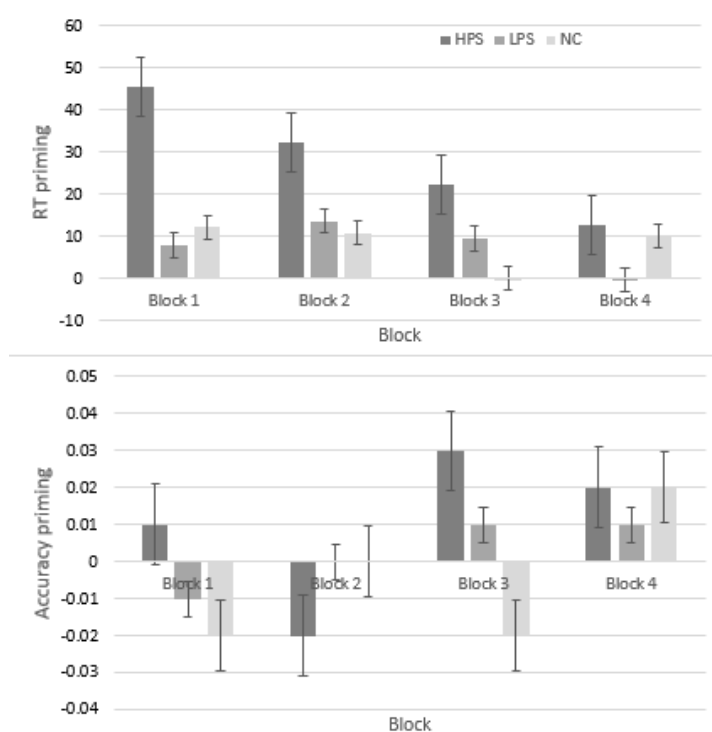 60
HPS LPS NC
50
40
30
20
10
0
-10
RT priming
Block 1 Block 2 Block 3 Block 4
Block
0.05
0.04
0.03
0.02
0.01
0
-0.01
-0.02
-0.03
-0.04
Accuracy priming
Block 1 Block 2 Block 3 Block 4
Block